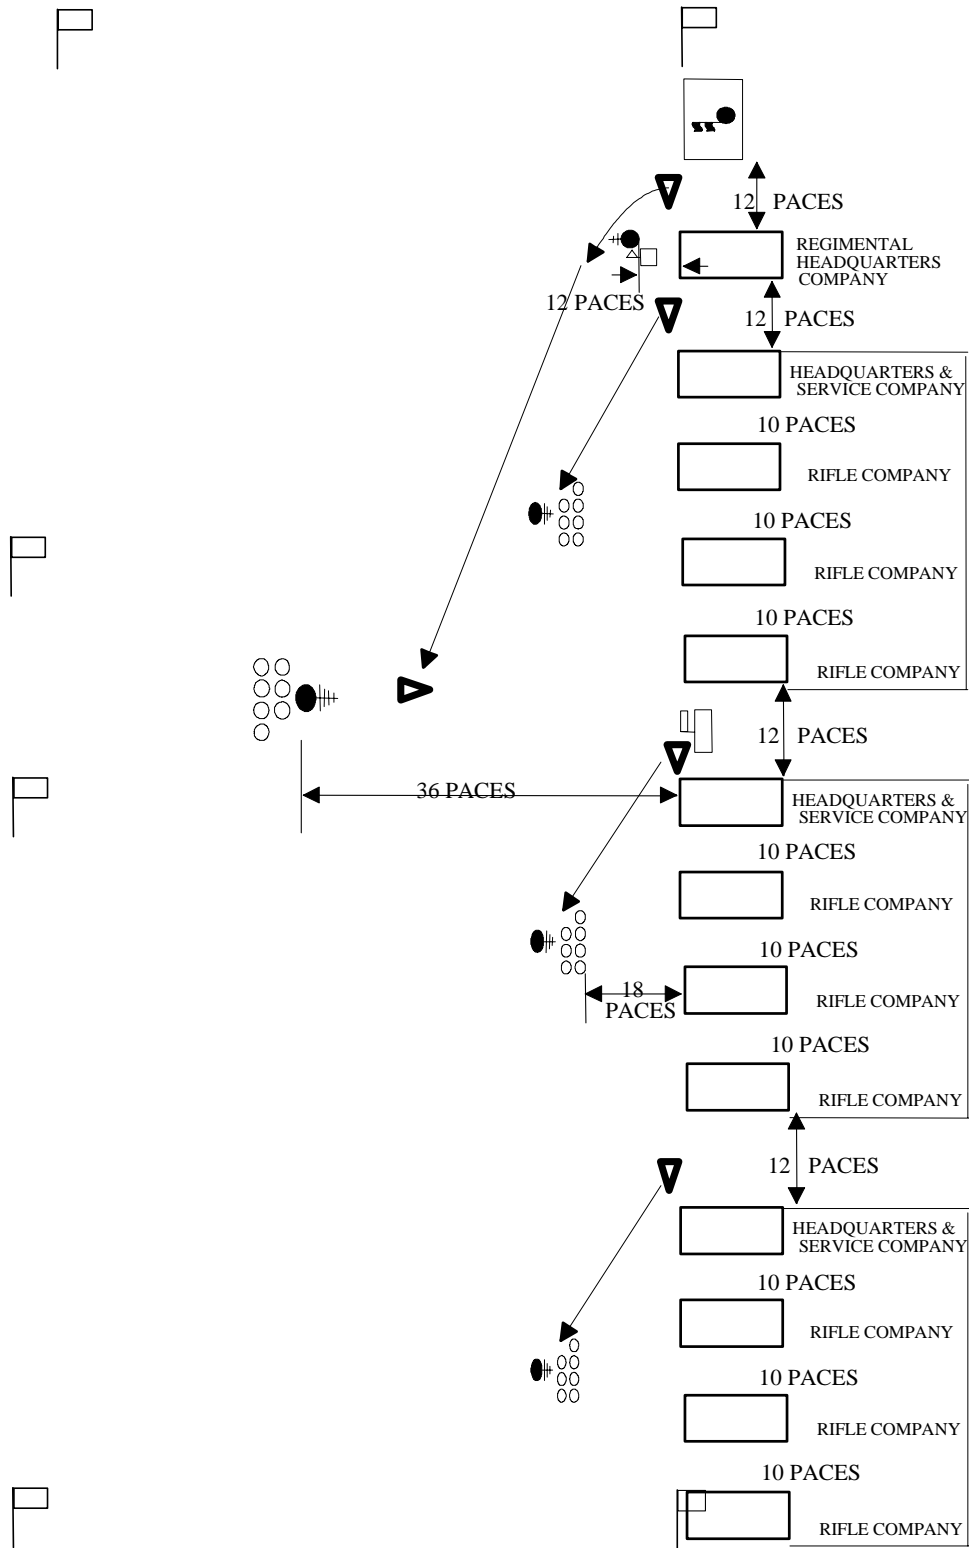 12 PACES
REGIMENTAL
HEADQUARTERS
COMPANY
12 PACES
12 PACES
HEADQUARTERS &
SERVICE COMPANY
10 PACES
RIFLE COMPANY
10 PACES
RIFLE COMPANY
10 PACES
RIFLE COMPANY
12 PACES
36 PACES
HEADQUARTERS &
SERVICE COMPANY
10 PACES
RIFLE COMPANY
10 PACES
18
PACES
RIFLE COMPANY
10 PACES
RIFLE COMPANY
12 PACES
HEADQUARTERS &
SERVICE COMPANY
10 PACES
RIFLE COMPANY
10 PACES
RIFLE COMPANY
10 PACES
RIFLE COMPANY